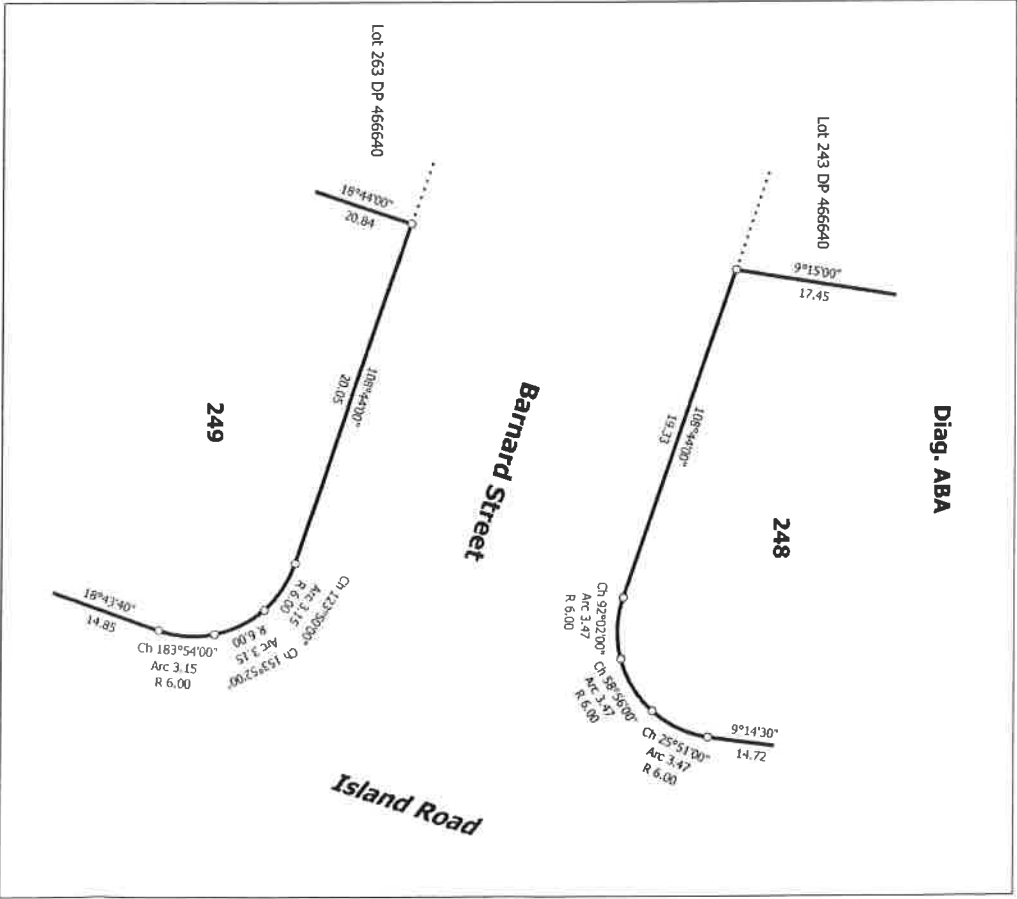 Diag. ABA
Lot 243 DP 466640
9°15'00"
17.45
248
108°44'00"
19.33
Ch 92°02'00"
Arc 3.47
R 6.00
Ch 58°56'00"
Arc 3.47
R 6.00
Ch 25°51'00"
Arc 3.47
R 6.00
9°14'30"
14.72
Barnard Street
Lot 263 DP 466640
18°44'00"
20.84
108°44'00"
20.05
249
Ch 123°50'00"
Arc 3.15
R 6.00
Ch 153°52'00"
Arc 3.15
R 6.00
Ch 183°54'00"
Arc 3.15
R 6.00
18°43'40"
14.85
Island Road